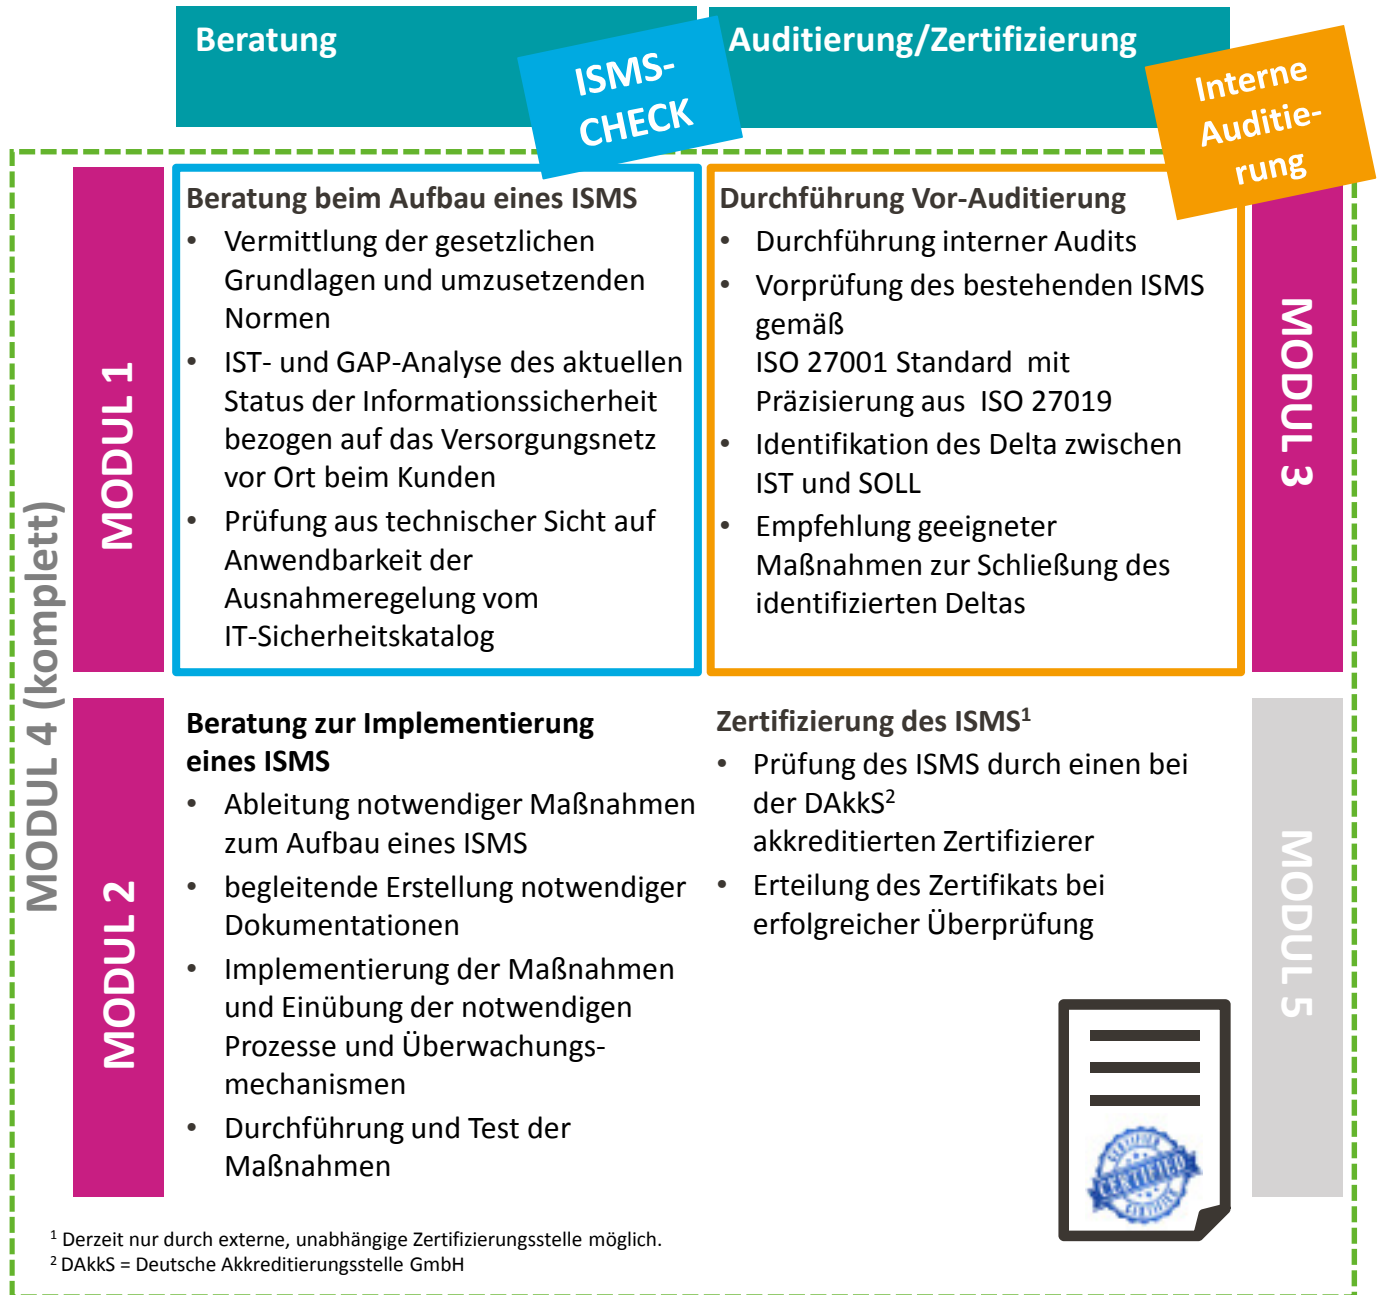 Beratung
ISMS-
CHECK
Auditierung/Zertifizierung
Interne
Auditie-
rung
MODUL 4 (komplett)
MODUL 1
Beratung beim Aufbau eines ISMS
• Vermittlung der gesetzlichen
Grundlagen und umzusetzenden
Normen
• IST- und GAP-Analyse des aktuellen
Status der Informationssicherheit
bezogen auf das Versorgungsnetz
vor Ort beim Kunden
• Prüfung aus technischer Sicht auf
Anwendbarkeit der
Ausnahmeregelung vom
IT-Sicherheitskatalog
Durchführung Vor-Auditierung
• Durchführung interner Audits
• Vorprüfung des bestehenden ISMS
gemäß
ISO 27001 Standard mit
Präzisierung aus ISO 27019
• Identifikation des Delta zwischen
IST und SOLL
• Empfehlung geeigneter
Maßnahmen zur Schließung des
identifizierten Deltas
MODUL 3
MODUL 2
Beratung zur Implementierung
eines ISMS
• Ableitung notwendiger Maßnahmen
zum Aufbau eines ISMS
• begleitende Erstellung notwendiger
Dokumentationen
• Implementierung der Maßnahmen
und Einübung der notwendigen
Prozesse und Überwachungs-
mechanismen
• Durchführung und Test der
Maßnahmen
Zertifizierung des ISMS¹
• Prüfung des ISMS durch einen bei
der DAkkS²
akkreditierten Zertifizierer
• Erteilung des Zertifikats bei
erfolgreicher Überprüfung
MODUL 5
CERTIFIED
CERTIFIED
CERTIFIED
¹ Derzeit nur durch externe, unabhängige Zertifizierungsstelle möglich.
² DAkkS = Deutsche Akkreditierungsstelle GmbH